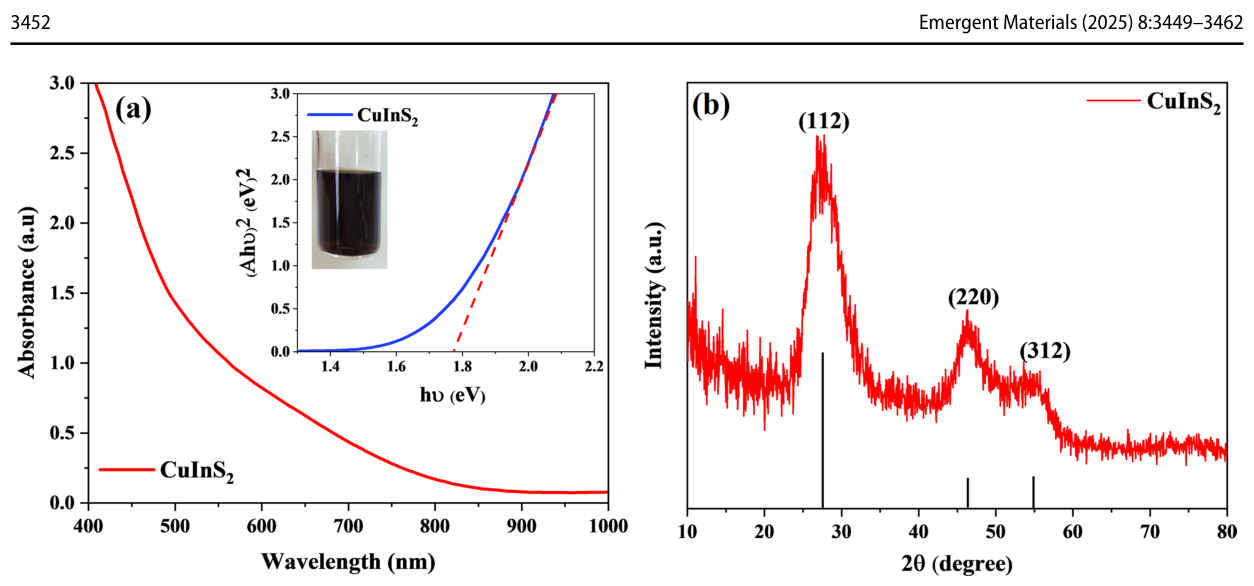 3452
Emergent Materials (2025) 8:3449–3462
(a)
3.0
2.5
2.0
1.5
1.0
0.5
0.0
Absorbance (a.u)
400 500 600 700 800 900 1000
Wavelength (nm)
CuInS2
3.0
2.5
2.0
1.5
1.0
0.5
0.0
(Ahυ)2 (eV)2
CuInS2
1.4 1.6 1.8 2.0 2.2
hυ (eV)
(b)
CuInS2
(112)
(220)
(312)
Intensity (a.u.)
10 20 30 40 50 60 70 80
2θ (degree)